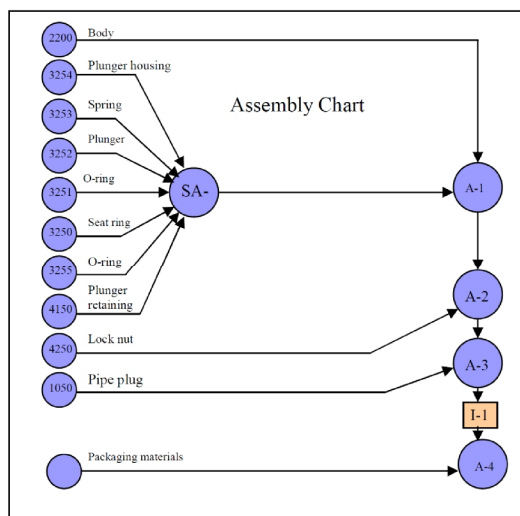 2200 Body
3254 Plunger housing
Assembly Chart
3253 Spring
3252 Plunger
3251 O-ring
SA-
A-1
3250 Seat ring
3255 O-ring
4150 Plunger
retaining
A-2
4250 Lock nut
A-3
1050 Pipe plug
I-1
Packaging materials
A-4